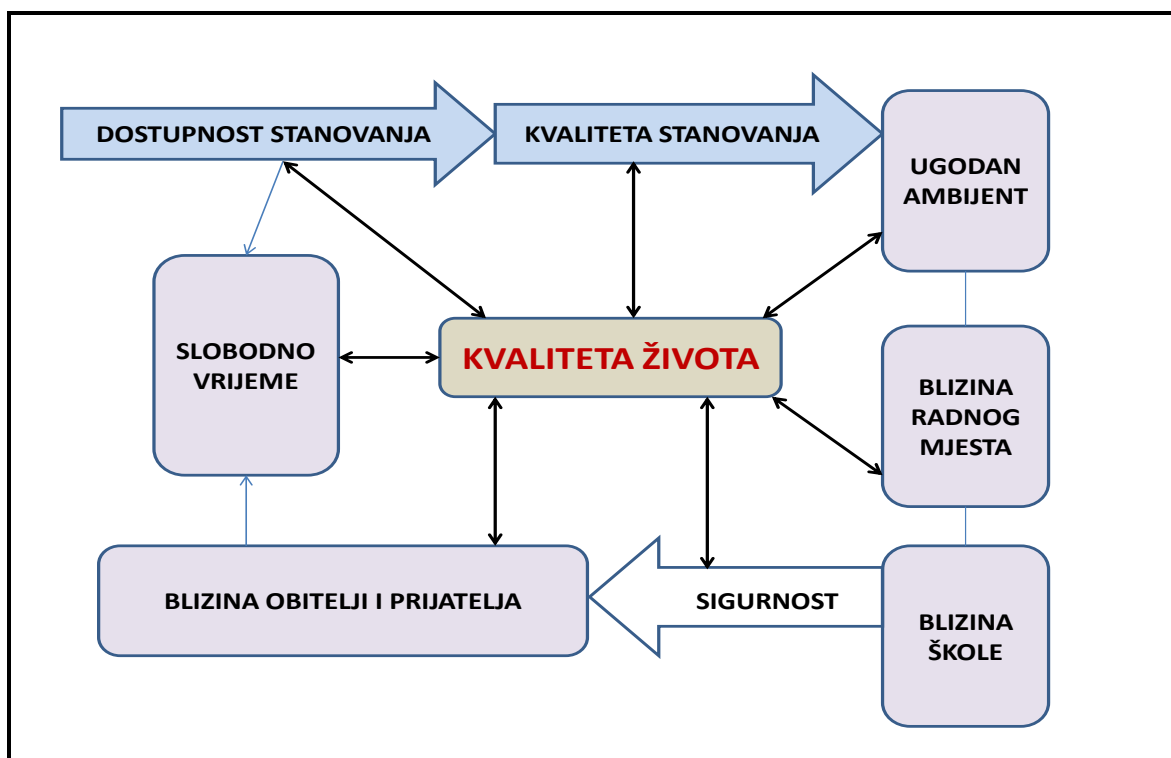 DOSTUPNOST STANOVANJA
KVALITETA STANOVANJA
UGODAN
AMBIJENT
SLOBODNO
VRIJEME
KVALITETA ŽIVOTA
BLIZINA
RADNOG
MJESTA
BLIZINA OBITELJI I PRIJATELJA
SIGURNOST
BLIZINA
ŠKOLE